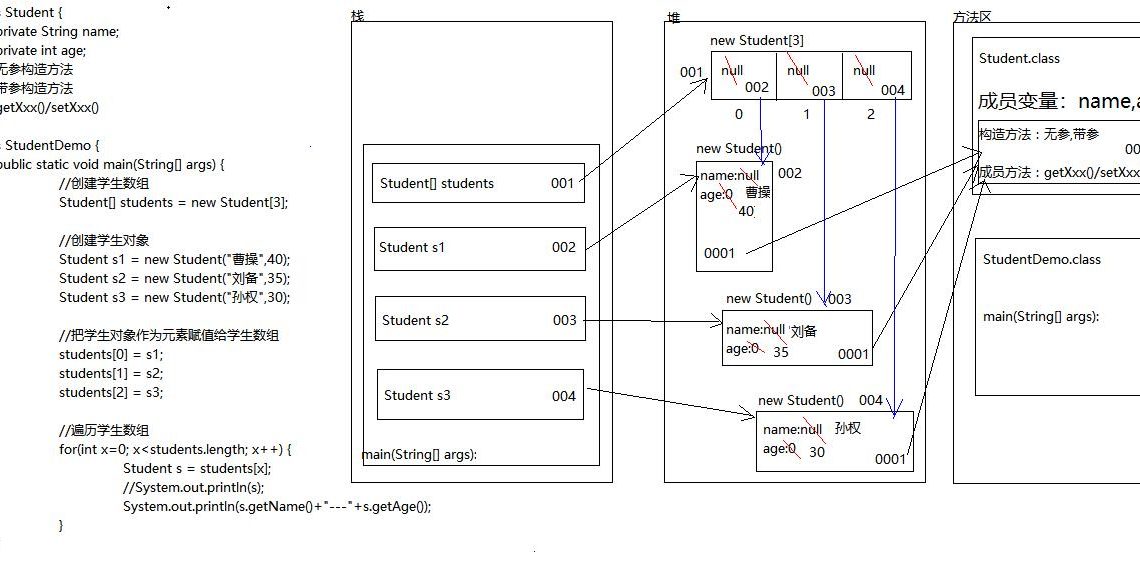 s Student {
private String name;
private int age;
无参构造方法
带参构造方法
getXxx()/setXxx()
s StudentDemo {
public static void main(String[] args) {
//创建学生数组
Student[] students = new Student[3];
//创建学生对象
Student s1 = new Student("曹操",40);
Student s2 = new Student("刘备",35);
Student s3 = new Student("孙权",30);
//把学生对象作为元素赋值给学生数组
students[0] = s1;
students[1] = s2;
students[2] = s3;
//遍历学生数组
for(int x=0; x<students.length; x++) {
Student s = students[x];
//System.out.println(s);
System.out.println(s.getName()+"---"+s.getAge());
}
栈
Student[] students 001
Student s1 002
Student s2 003
Student s3 004
main(String[] args):
堆
new Student[3]
001
null null null
002 003 004
0 1 2
new Student()
002
name:null
age:0 曹操
40
0001
new Student() 003
name:null 刘备
age:0 35 0001
new Student() 004
name:null 孙权
age:0 30 0001
方法区
Student.class
成员变量：name,a
构造方法：无参,带参
00
成员方法：getXxx()/setXxx
StudentDemo.class
main(String[] args):